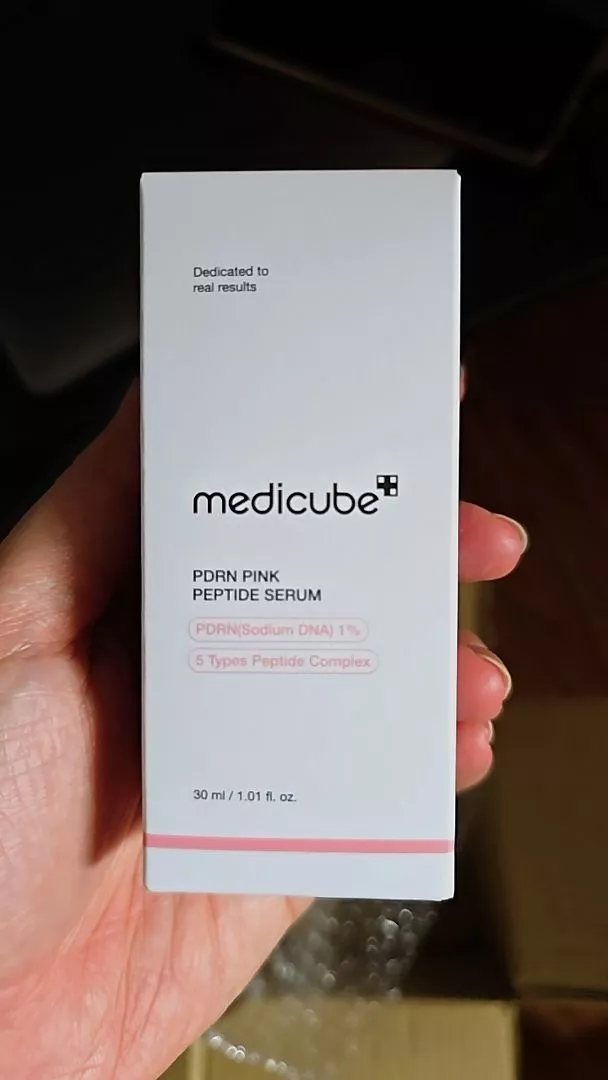 Dedicated to
real results
medicube
PDRN PINK
PEPTIDE SERUM
PDRN(Sodium DNA) 1%
5 Types Peptide Complex
30 ml / 1.01 fl. oz.